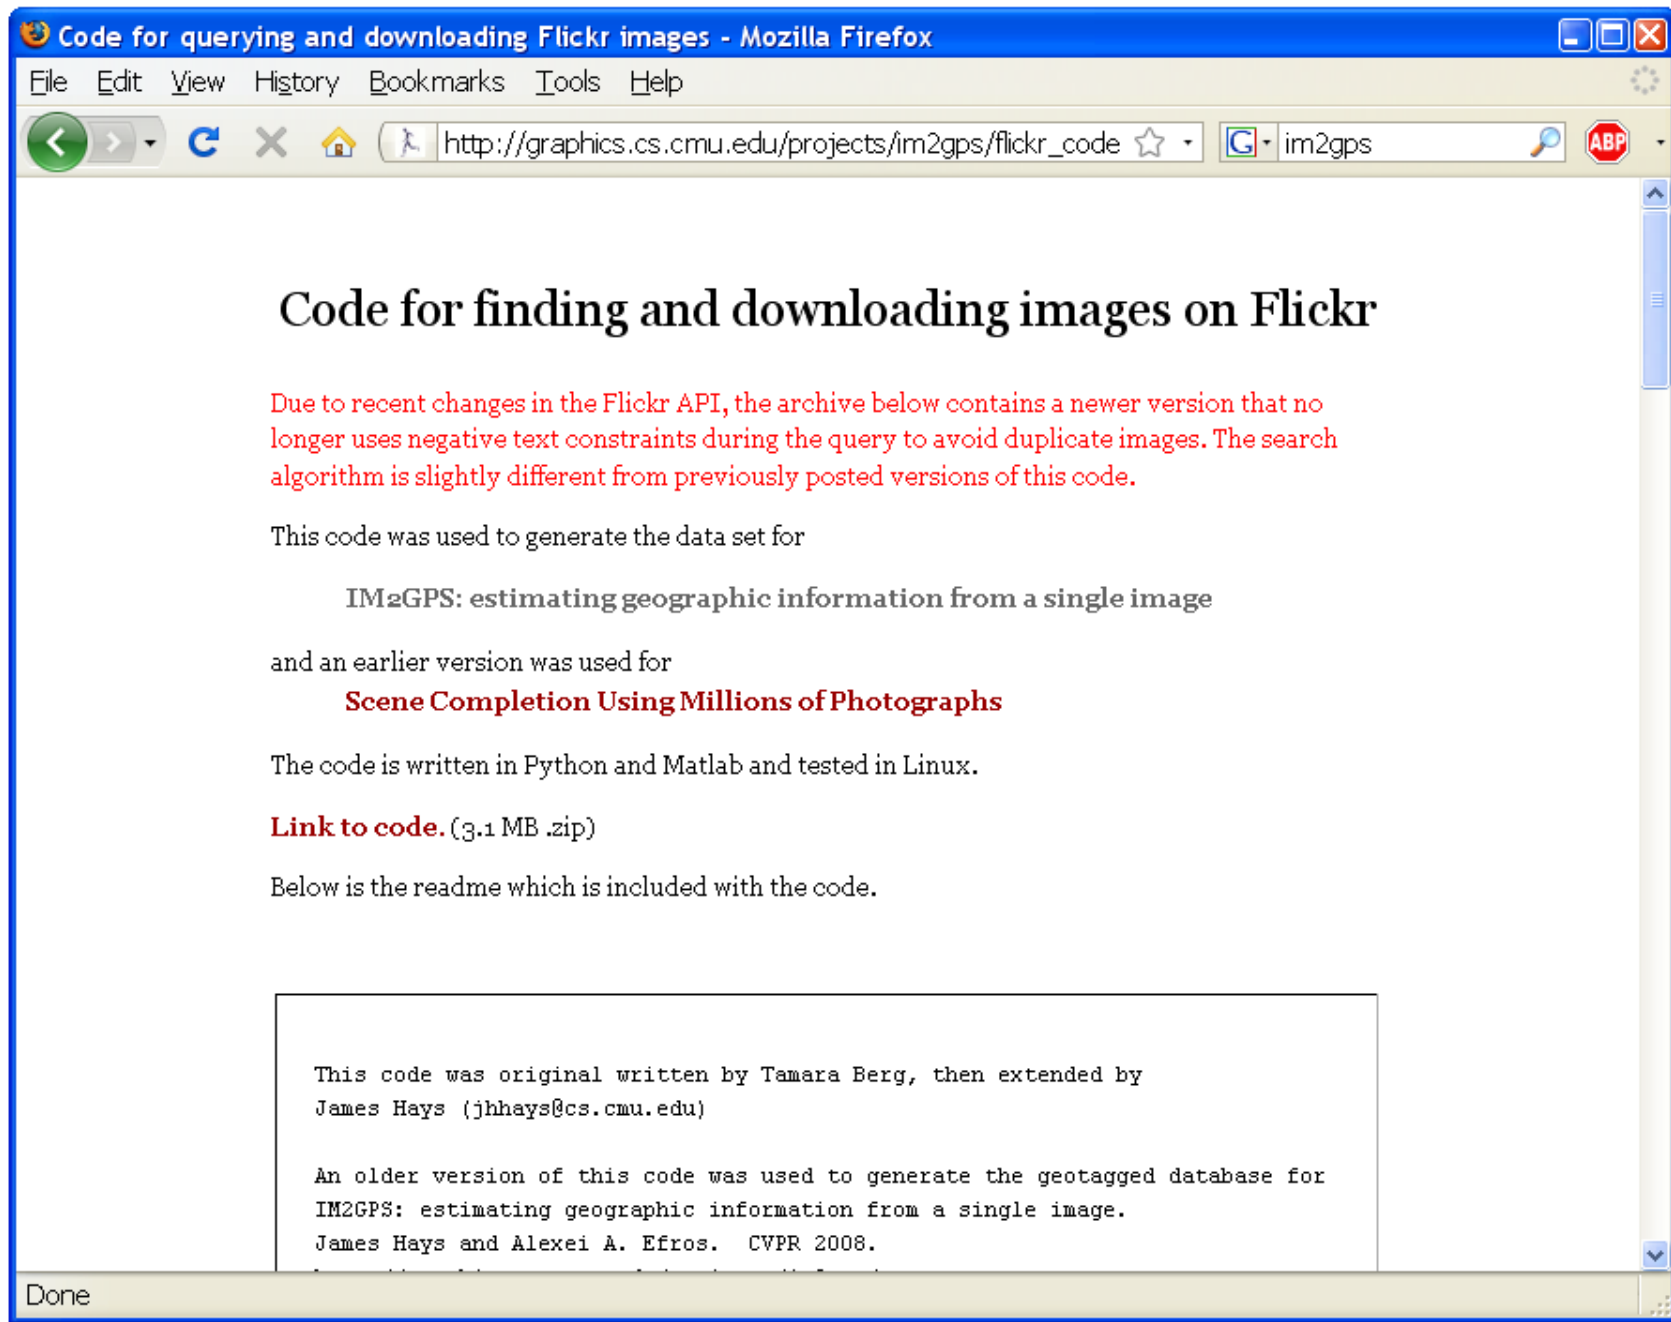 Code for querying and downloading Flickr images - Mozilla Firefox
File Edit View History Bookmarks Tools Help
http://graphics.cs.cmu.edu/projects/im2gps/flickr_code G im2gps ABP
Code for finding and downloading images on Flickr
Due to recent changes in the Flickr API, the archive below contains a newer version that no
longer uses negative text constraints during the query to avoid duplicate images. The search
algorithm is slightly different from previously posted versions of this code.
This code was used to generate the data set for
IM2GPS: estimating geographic information from a single image
and an earlier version was used for
Scene Completion Using Millions of Photographs
The code is written in Python and Matlab and tested in Linux.
Link to code. (3.1 MB .zip)
Below is the readme which is included with the code.
This code was original written by Tamara Berg, then extended by
James Hays (jhhays@cs.cmu.edu)
An older version of this code was used to generate the geotagged database for
IM2GPS: estimating geographic information from a single image.
James Hays and Alexei A. Efros. CVPR 2008.
Done